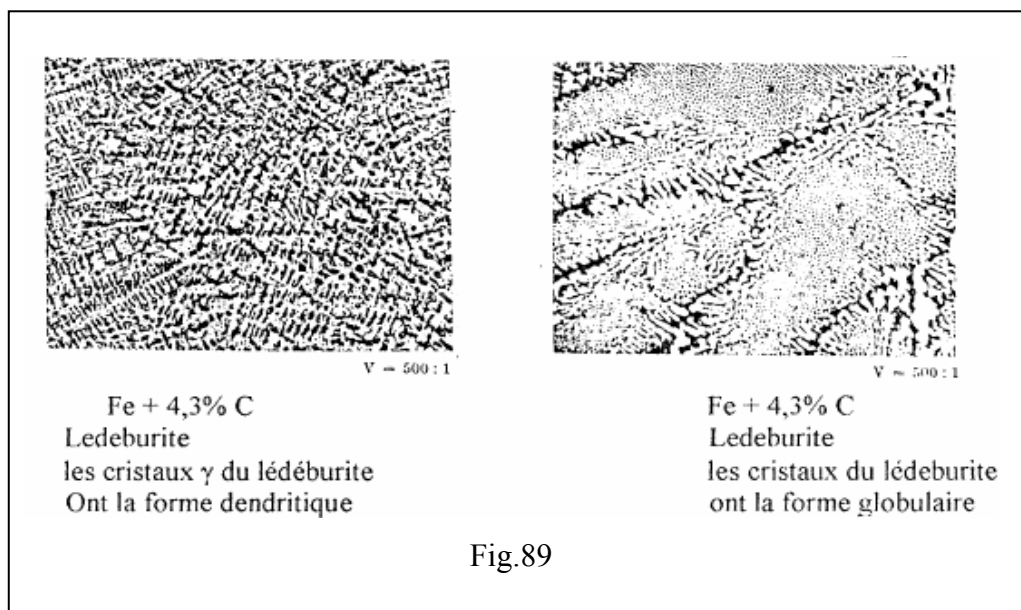 V = 500:1
Fe + 4,3% C
Ledeburite
les cristaux γ du lédéburite
Ont la forme dendritique
V = 500:1
Fe + 4,3% C
Ledeburite
les cristaux du lédeburite
ont la forme globulaire
Fig.89